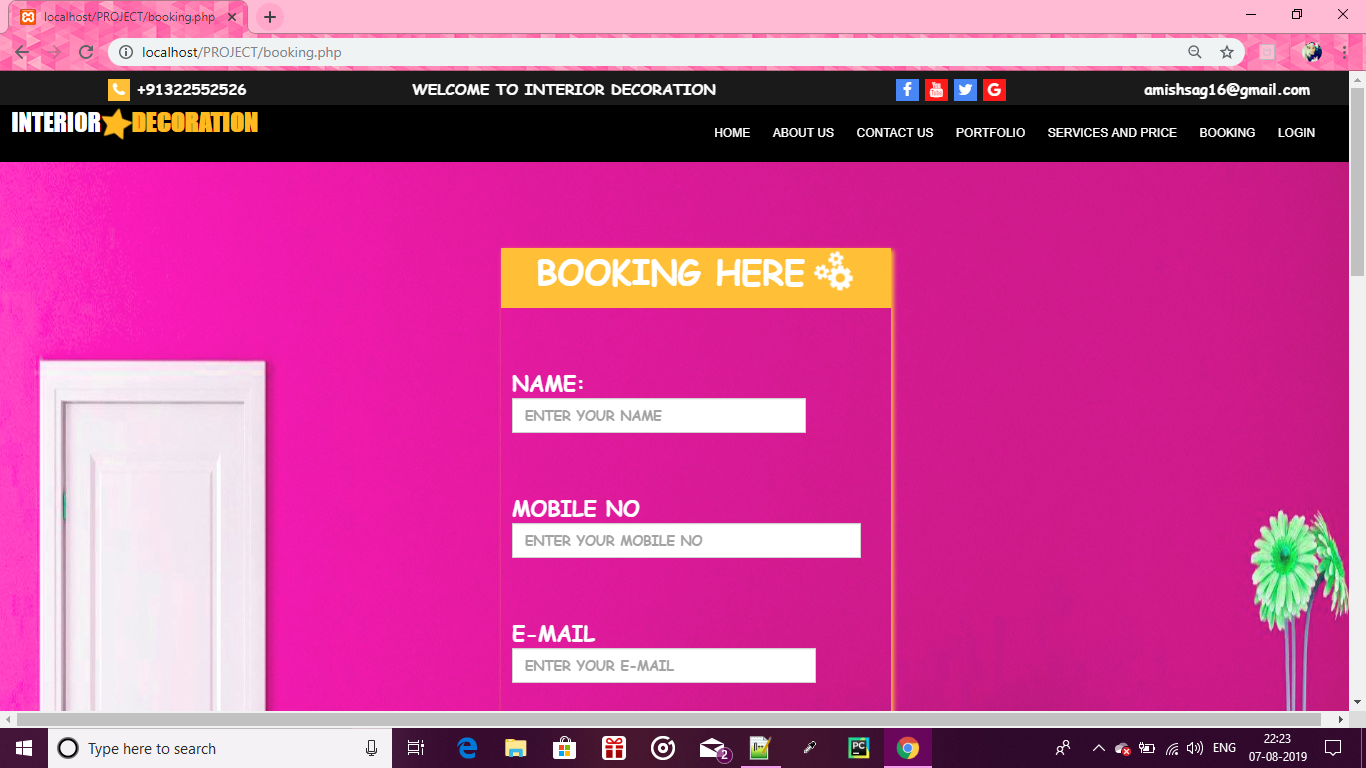 localhost/PROJECT/booking.php
localhost/PROJECT/booking.php
+91322552526 WELCOME TO INTERIOR DECORATION amishsag16@gmail.com
INTERIOR DECORATION
HOME ABOUT US CONTACT US PORTFOLIO SERVICES AND PRICE BOOKING LOGIN
BOOKING HERE
NAME:
ENTER YOUR NAME
MOBILE NO
ENTER YOUR MOBILE NO
E-MAIL
ENTER YOUR E-MAIL
Type here to search
2
PC
ENG
22:23
07-08-2019